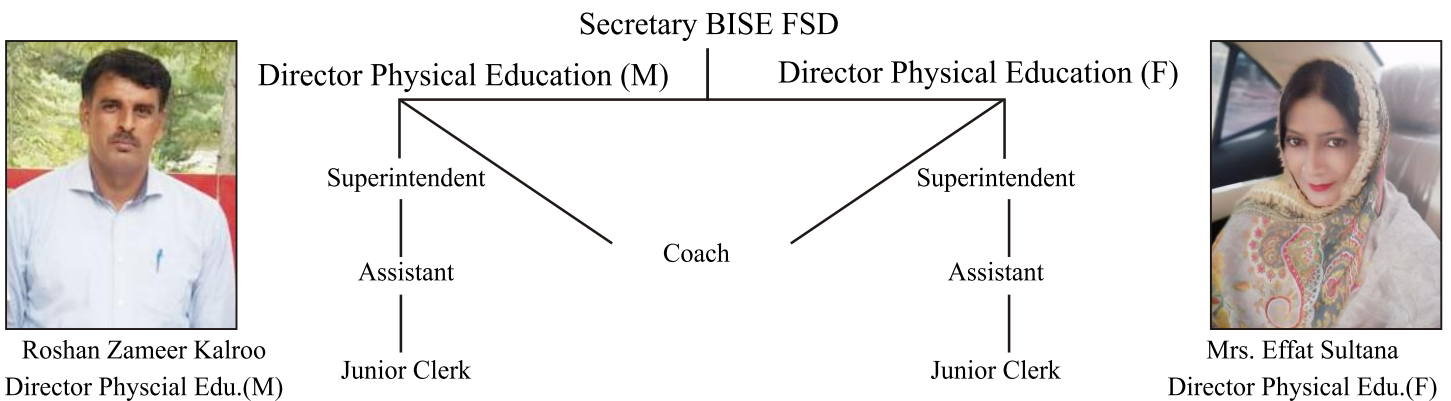 Secretary BISE FSD
Director Physical Education (M)
Director Physical Education (F)
Superintendent
Superintendent
Coach
Assistant
Assistant
Junior Clerk
Junior Clerk
Roshan Zameer Kalroo
Director Physcial Edu.(M)
Mrs. Effat Sultana
Director Physical Edu.(F)